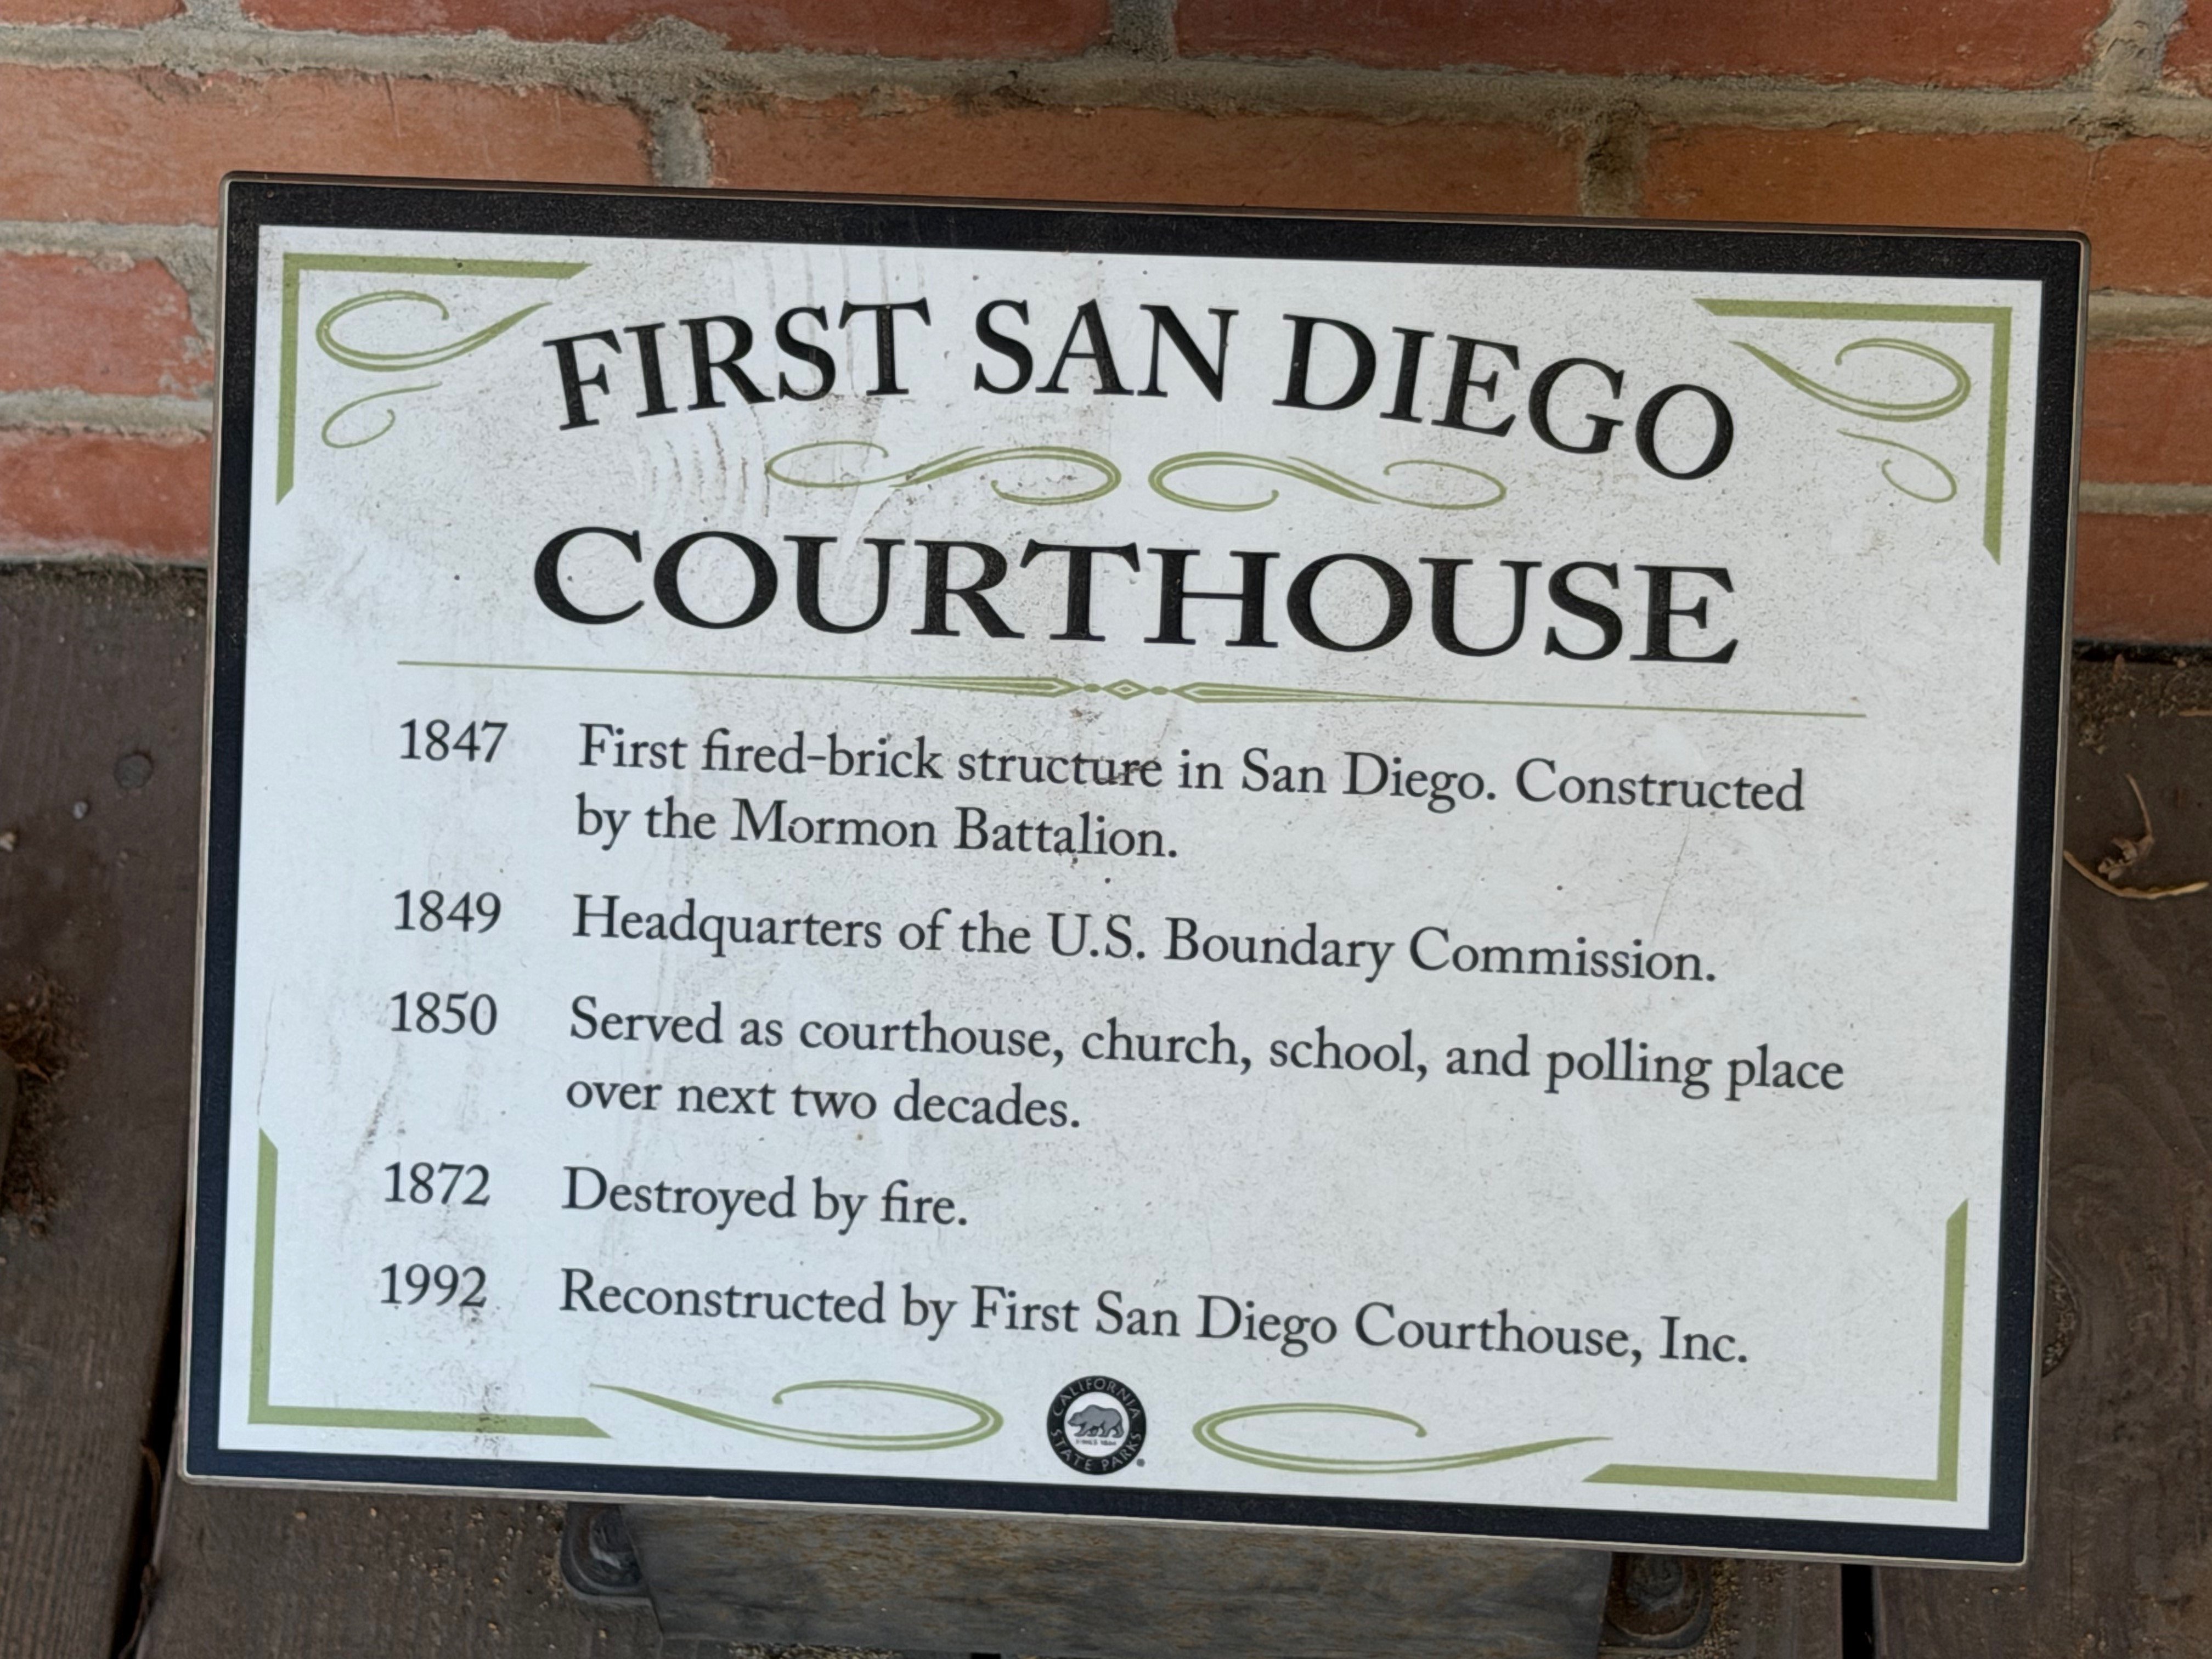 FIRST SAN DIEGO
COURTHOUSE
1847 First fired-brick structure in San Diego. Constructed
by the Mormon Battalion.
1849 Headquarters of the U.S. Boundary Commission.
1850 Served as courthouse, church, school, and polling place
over next two decades.
1872 Destroyed by fire.
1992 Reconstructed by First San Diego Courthouse, Inc.
CALIFORNIA
STATE PARKS